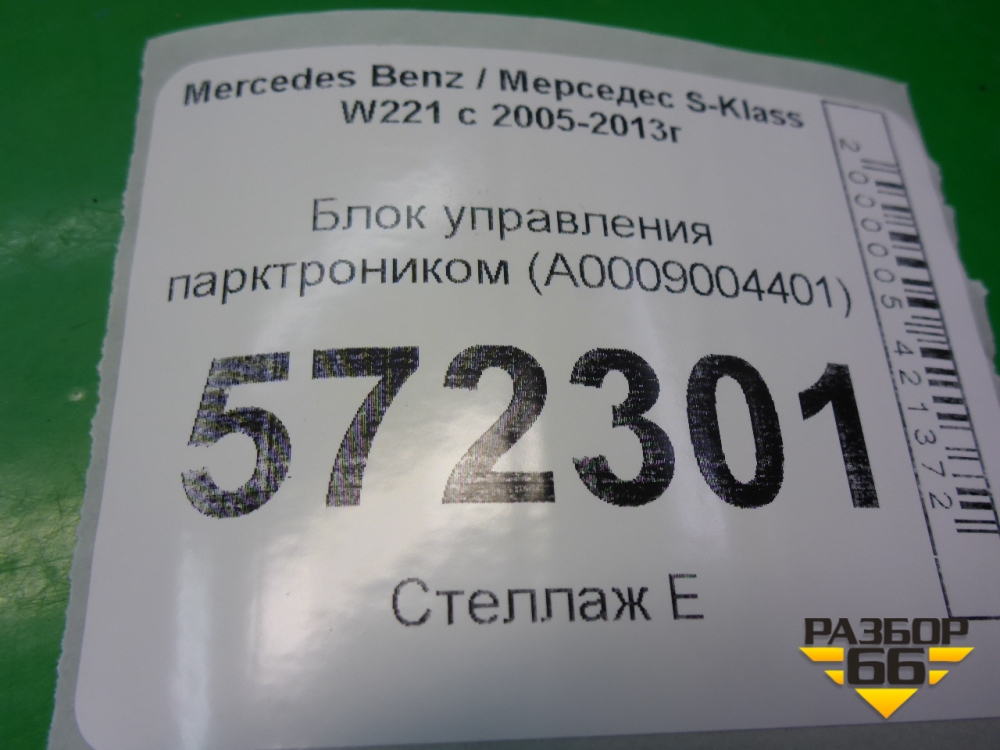 Mercedes Benz / Мерседес S-Klass
W221 с 2005-2013г
Блок управления
парктроником (A0009004401)
572301
Стеллаж Е
2000005421372
РАЗБОР
66